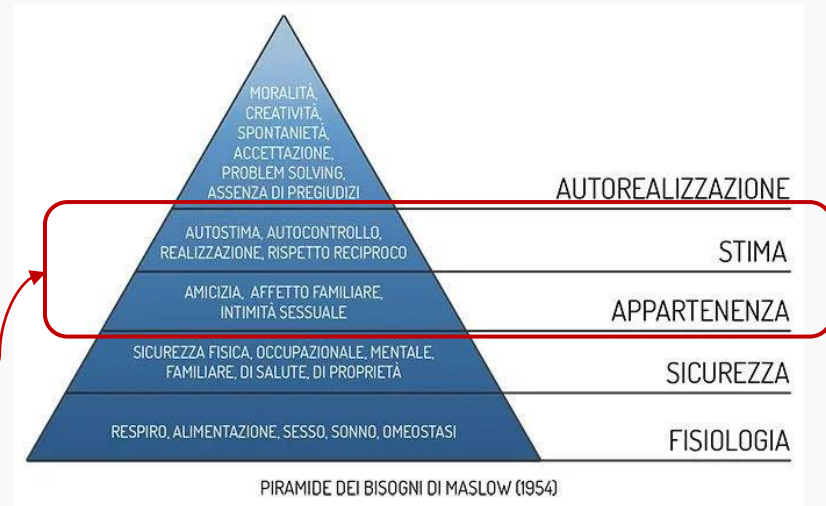 MORALITÀ,
CREATIVITÀ,
SPONTANIETÀ,
ACCETTAZIONE,
PROBLEM SOLVING,
ASSENZA DI PREGIUDIZI
AUTOREALIZZAZIONE
AUTOSTIMA, AUTOCONTROLLO,
REALIZZAZIONE, RISPETTO RECIPROCO
STIMA
AMICIZIA, AFFETTO FAMILIARE,
INTIMITÀ SESSUALE
APPARTENENZA
SICUREZZA FISICA, OCCUPAZIONALE, MENTALE,
FAMILIARE, DI SALUTE, DI PROPRIETÀ
SICUREZZA
RESPIRO, ALIMENTAZIONE, SESSO, SONNO, OMEOSTASI
FISIOLOGIA
PIRAMIDE DEI BISOGNI DI MASLOW (1954)